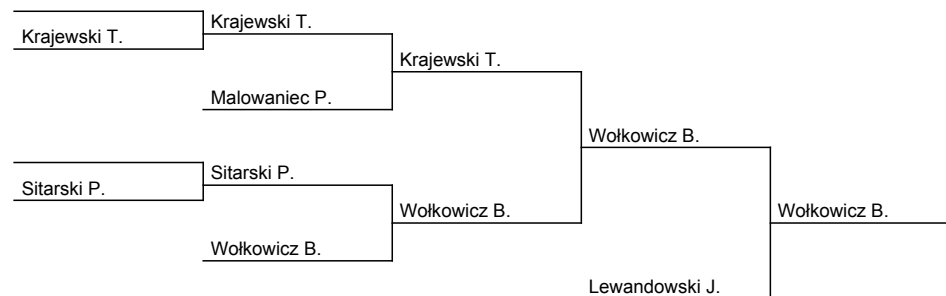 Krajewski T.
Krajewski T.
Krajewski T.
Malowaniec P.
Wołkowicz B.
Sitarski P.
Sitarski P.
Wołkowicz B.
Wołkowicz B.
Wołkowicz B.
Lewandowski J.